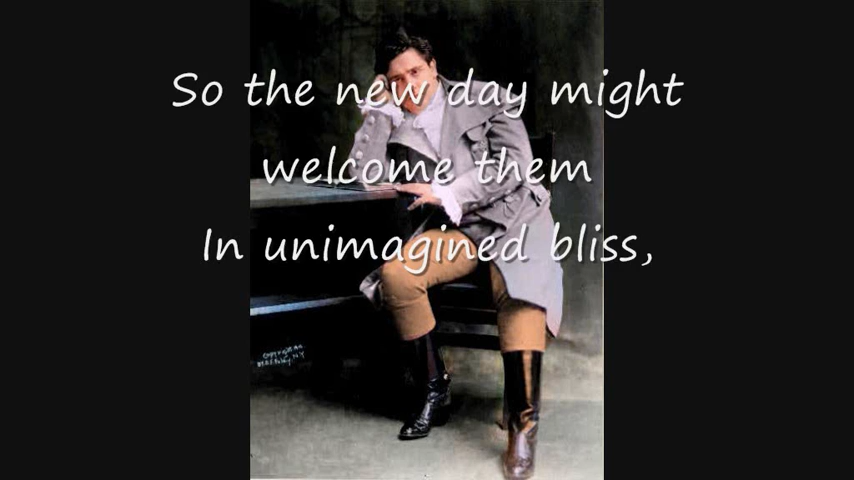 So the new day might
welcome them
In unimagined bliss,